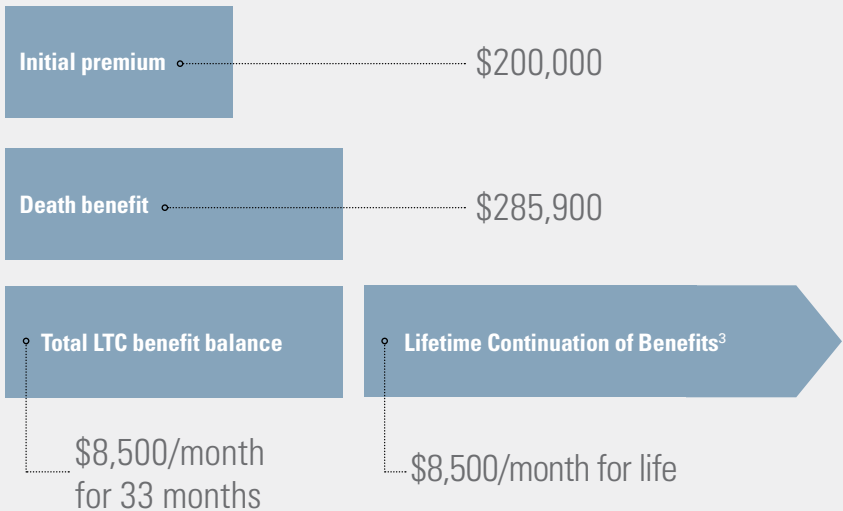 Initial premium
$200,000
Death benefit
$285,900
Total LTC benefit balance
Lifetime Continuation of Benefits³
$8,500/month
for 33 months
$8,500/month for life